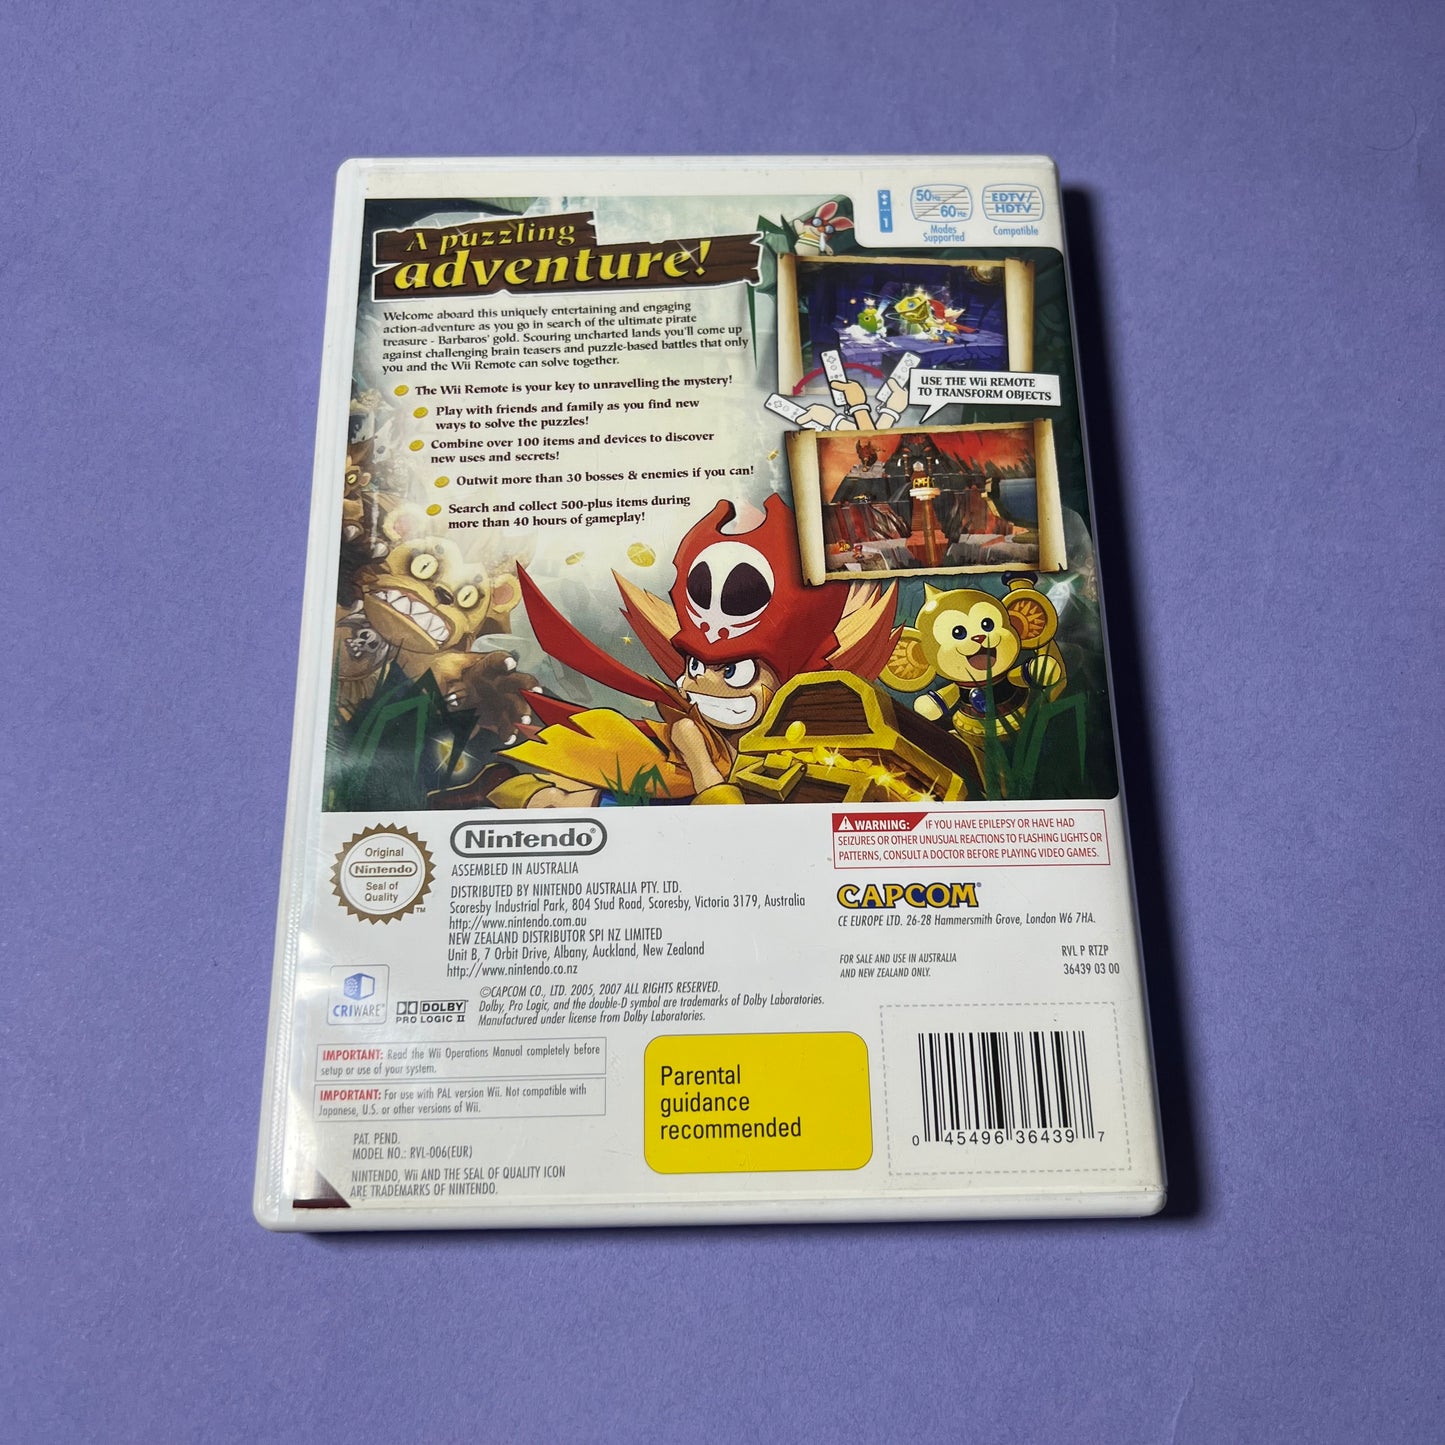 A puzzling
adventure!
Welcome aboard this uniquely entertaining and engaging
action-adventure as you go in search of the ultimate pirate
treasure - Barbaros' gold. Scouring uncharted lands you'll come up
against challenging brain teasers and puzzle-based battles that only
you and the Wii Remote can solve together.
The Wii Remote is your key to unravelling the mystery!
Play with friends and family as you find new
ways to solve the puzzles!
Combine over 100 items and devices to discover
new uses and secrets!
Outwit more than 30 bosses & enemies if you can!
Search and collect 500-plus items during
more than 40 hours of gameplay!
1
50Hz
60Hz
Modes
Supported
EDTV/
HDTV
Compatible
USE THE Wii REMOTE
TO TRANSFORM OBJECTS
Original
Nintendo
Seal of
Quality
TM
Nintendo®
ASSEMBLED IN AUSTRALIA
DISTRIBUTED BY NINTENDO AUSTRALIA PTY. LTD.
Scoresby Industrial Park, 804 Stud Road, Scoresby, Victoria 3179, Australia
http://www.nintendo.com.au
NEW ZEALAND DISTRIBUTOR SPI NZ LIMITED
Unit B, 7 Orbit Drive, Albany, Auckland, New Zealand
http://www.nintendo.co.nz
WARNING: IF YOU HAVE EPILEPSY OR HAVE HAD
SEIZURES OR OTHER UNUSUAL REACTIONS TO FLASHING LIGHTS OR
PATTERNS, CONSULT A DOCTOR BEFORE PLAYING VIDEO GAMES.
CAPCOM®
CE EUROPE LTD. 26-28 Hammersmith Grove, London W6 7HA.
FOR SALE AND USE IN AUSTRALIA
AND NEW ZEALAND ONLY.
RVL P RTZP
36439 03 00
CRIWARE
DOLBY
PRO LOGIC II
©CAPCOM CO., LTD. 2005, 2007 ALL RIGHTS RESERVED.
Dolby, Pro Logic, and the double-D symbol are trademarks of Dolby Laboratories.
Manufactured under license from Dolby Laboratories.
IMPORTANT: Read the Wii Operations Manual completely before
setup or use of your system.
IMPORTANT: For use with PAL version Wii. Not compatible with
Japanese, U.S. or other versions of Wii.
PAT. PEND.
MODEL NO.: RVL-006(EUR)
NINTENDO, Wii AND THE SEAL OF QUALITY ICON
ARE TRADEMARKS OF NINTENDO.
Parental
guidance
recommended
0 45496 36439 7